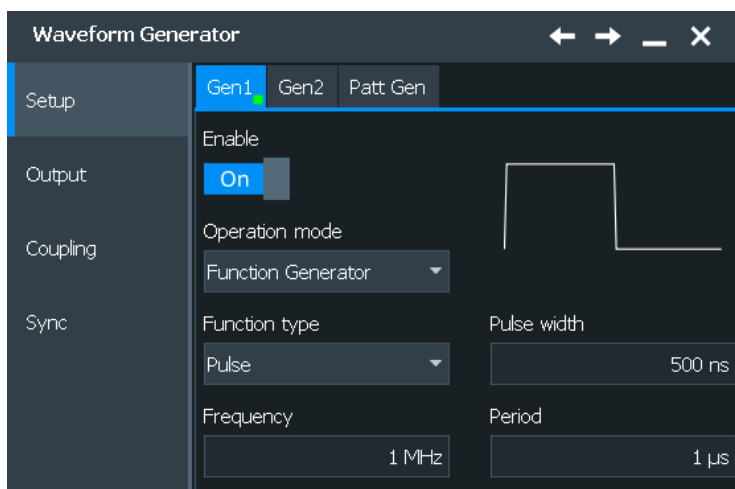 Waveform Generator
Setup
Output
Coupling
Sync
Gen1 Gen2 Patt Gen
Enable
On
Operation mode
Function Generator
Function type
Pulse
Pulse width
500 ns
Frequency
1 MHz
Period
1 µs